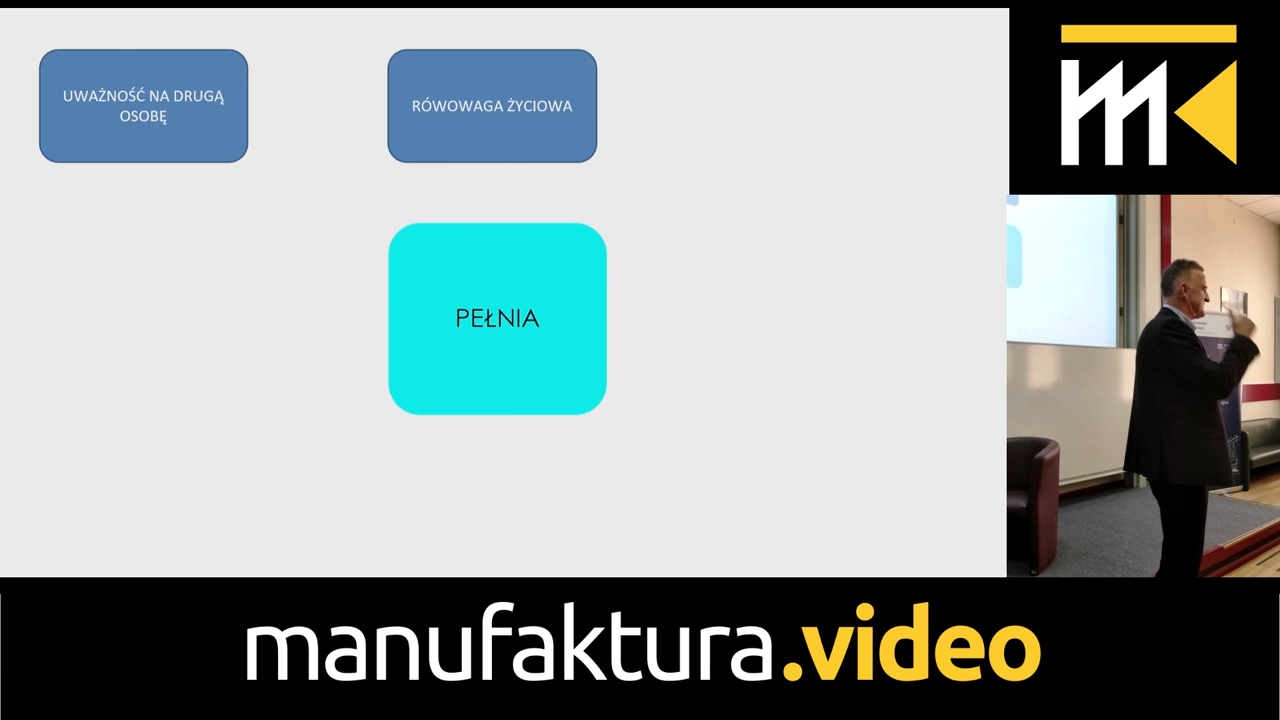 UWAŻNOŚĆ NA DRUGĄ
OSOBĘ
RÓWOWAGA ŻYCIOWA
PEŁNIA
manufaktura.video